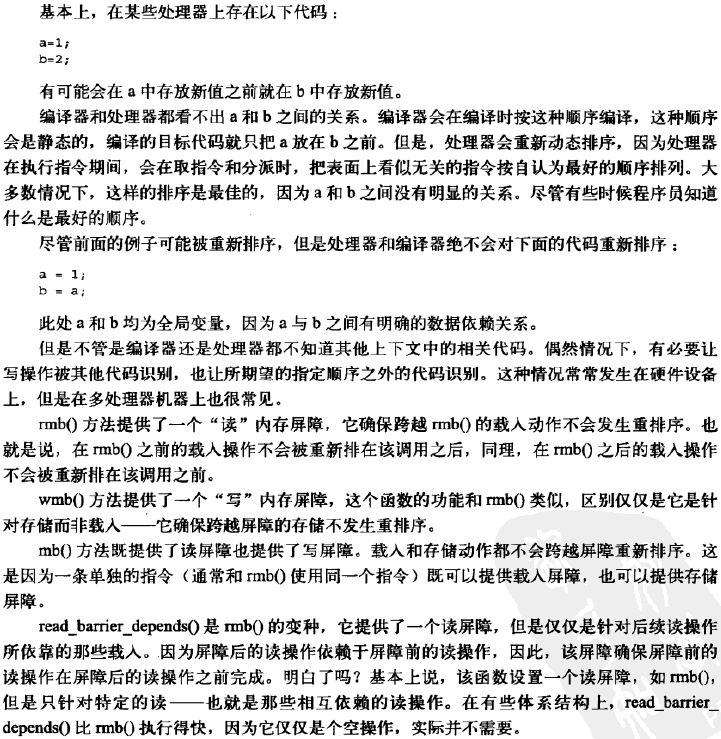 基本上，在某些处理器上存在以下代码：
a=1;
b=2;
有可能会在 a 中存放新值之前就在 b 中存放新值。
编译器和处理器都看不出 a 和 b 之间的关系。编译器会在编译时按这种顺序编译，这种顺序
会是静态的，编译的目标代码就只把 a 放在 b 之前。但是，处理器会重新动态排序，因为处理器
在执行指令期间，会在取指令和分派时，把表面上看似无关的指令按自认为最好的顺序排列。大
多数情况下，这样的排序是最佳的，因为 a 和 b 之间没有明显的关系。尽管有些时候程序员知道
什么是最好的顺序。
尽管前面的例子可能被重新排序，但是处理器和编译器绝不会对下面的代码重新排序：
a = 1;
b = a;
此处 a 和 b 均为全局变量，因为 a 与 b 之间有明确的数据依赖关系。
但是不管是编译器还是处理器都不知道其他上下文中的相关代码。偶然情况下，有必要让
写操作被其他代码识别，也让所期望的指定顺序之外的代码识别。这种情况常常发生在硬件设备
上，但是在多处理器机器上也很常见。
rmb() 方法提供了一个“读”内存屏障，它确保跨越 rmb() 的载入动作不会发生重排序。也
就是说，在 rmb() 之前的载入操作不会被重新排在该调用之后，同理，在 rmb() 之后的载入操作
不会被重新排在该调用之前。
wmb() 方法提供了一个“写”内存屏障，这个函数的功能和 rmb() 类似，区别仅仅是它是针
对存储而非载入——它确保跨越屏障的存储不发生重排序。
mb() 方法既提供了读屏障也提供了写屏障。载入和存储动作都不会跨越屏障重新排序。这
是因为一条单独的指令（通常和 rmb() 使用同一个指令）既可以提供载入屏障，也可以提供存储
屏障。
read_barrier_depends() 是 rmb() 的变种，它提供了一个读屏障，但是仅仅是针对后续读操作
所依靠的那些载入。因为屏障后的读操作依赖于屏障前的读操作，因此，该屏障确保屏障前的
读操作在屏障后的读操作之前完成。明白了吗？基本上说，该函数设置一个读屏障，如 rmb()，
但是只针对特定的读——也就是那些相互依赖的读操作。在有些体系结构上，read_barrier_
depends() 比 rmb() 执行得快，因为它仅仅是个空操作，实际并不需要。